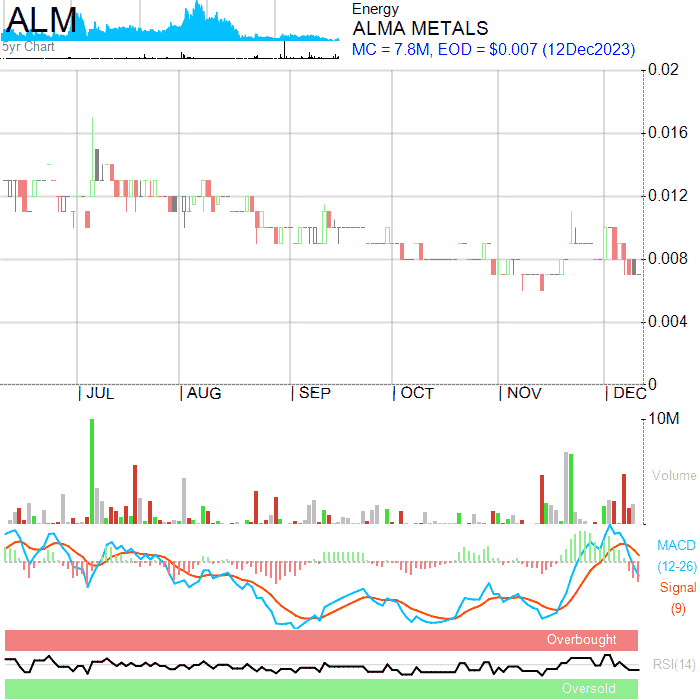 ALM
5yr Chart
Energy
ALMA METALS
MC = 7.8M, EOD = $0.007 (12Dec2023)
0.02
0.016
0.012
0.008
0.004
0
JUL
AUG
SEP
OCT
NOV
DEC
10M
Volume
MACD
(12-26)
Signal
(9)
Overbought
RSI(14)
Oversold